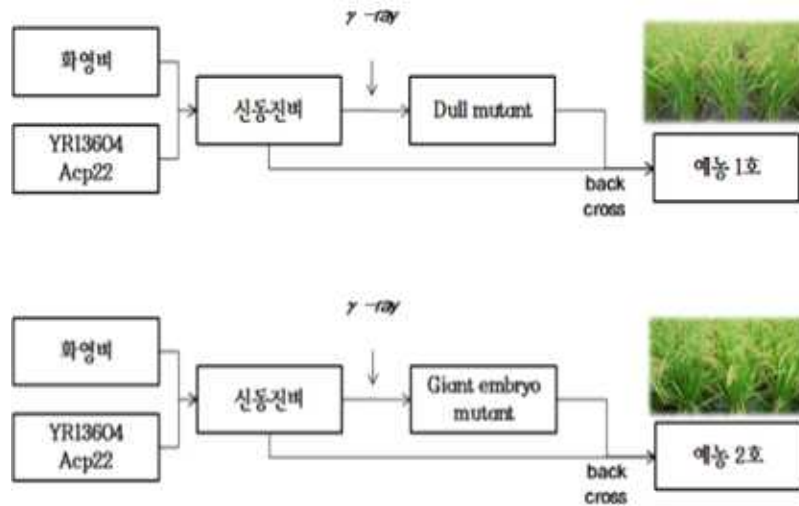 γ -ray
화영벼
신동진벼
Dull mutant
YR13604
Acp22
예농 1호
back
cross
γ -ray
화영벼
신동진벼
Giant embryo
mutant
YR13604
Acp22
예농 2호
back
cross